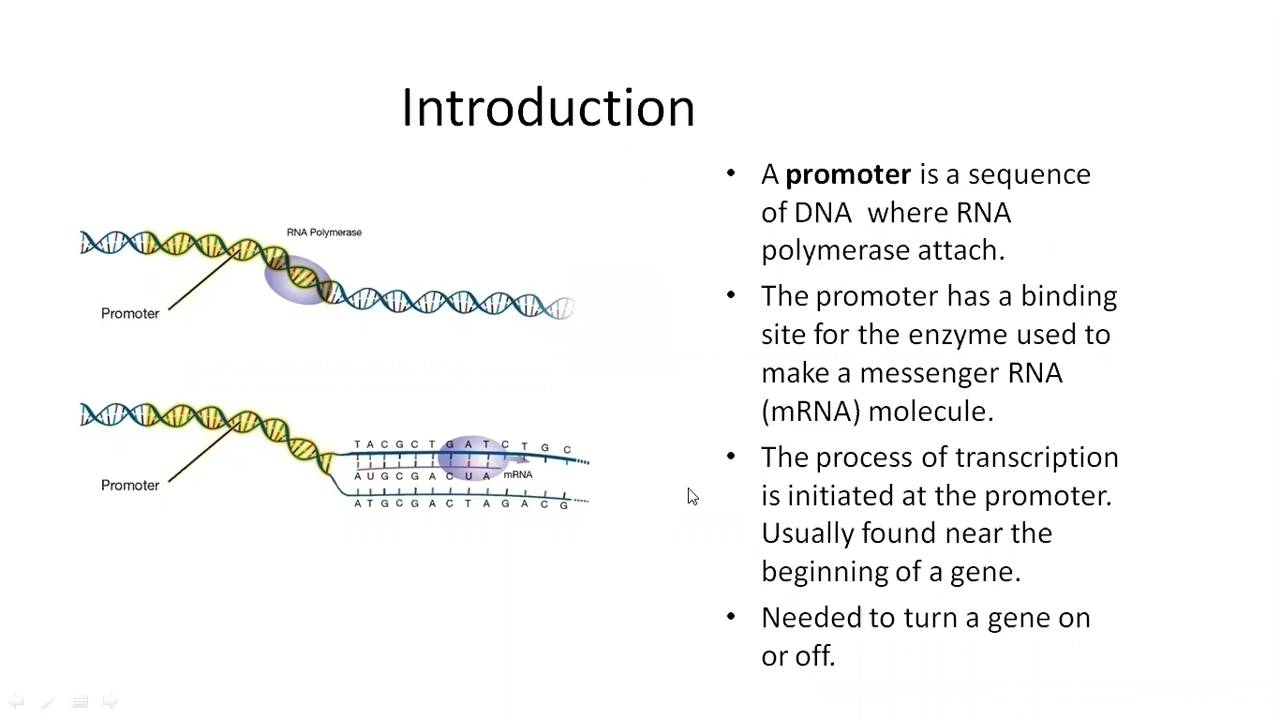 Introduction
RNA Polymerase
Promoter
Promoter
T A C G C T G A T C T G C
A U G C G A C U A mRNA
A T G C G A C T A G A C G
• A promoter is a sequence
of DNA where RNA
polymerase attach.
• The promoter has a binding
site for the enzyme used to
make a messenger RNA
(mRNA) molecule.
• The process of transcription
is initiated at the promoter.
Usually found near the
beginning of a gene.
• Needed to turn a gene on
or off.